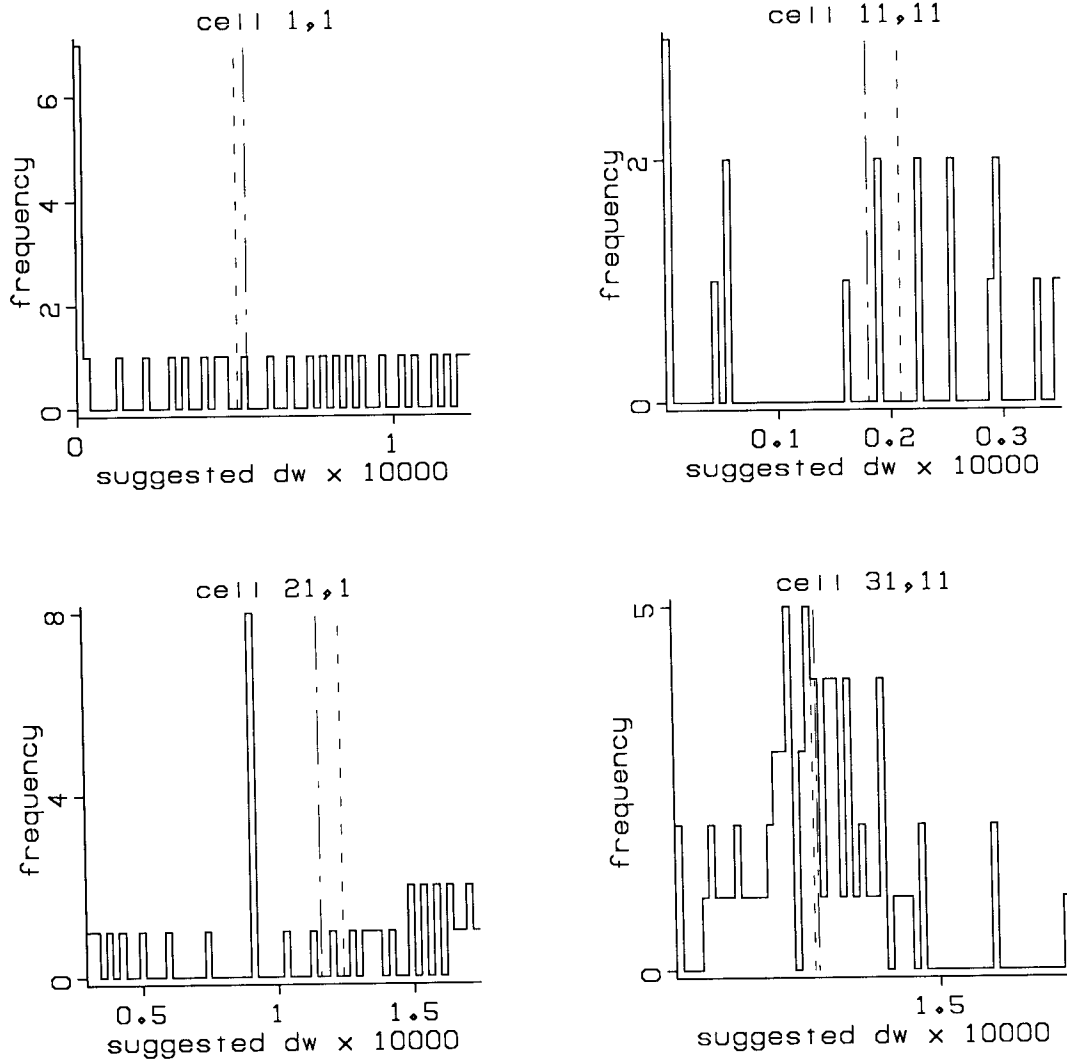 cell 1,1
6
4
2
0
frequency
0 1
suggested dw x 10000
cell 11,11
2
0
frequency
0.1 0.2 0.3
suggested dw x 10000
cell 21,1
8
4
0
frequency
0.5 1 1.5
suggested dw x 10000
cell 31,11
5
0
frequency
1.5
suggested dw x 10000